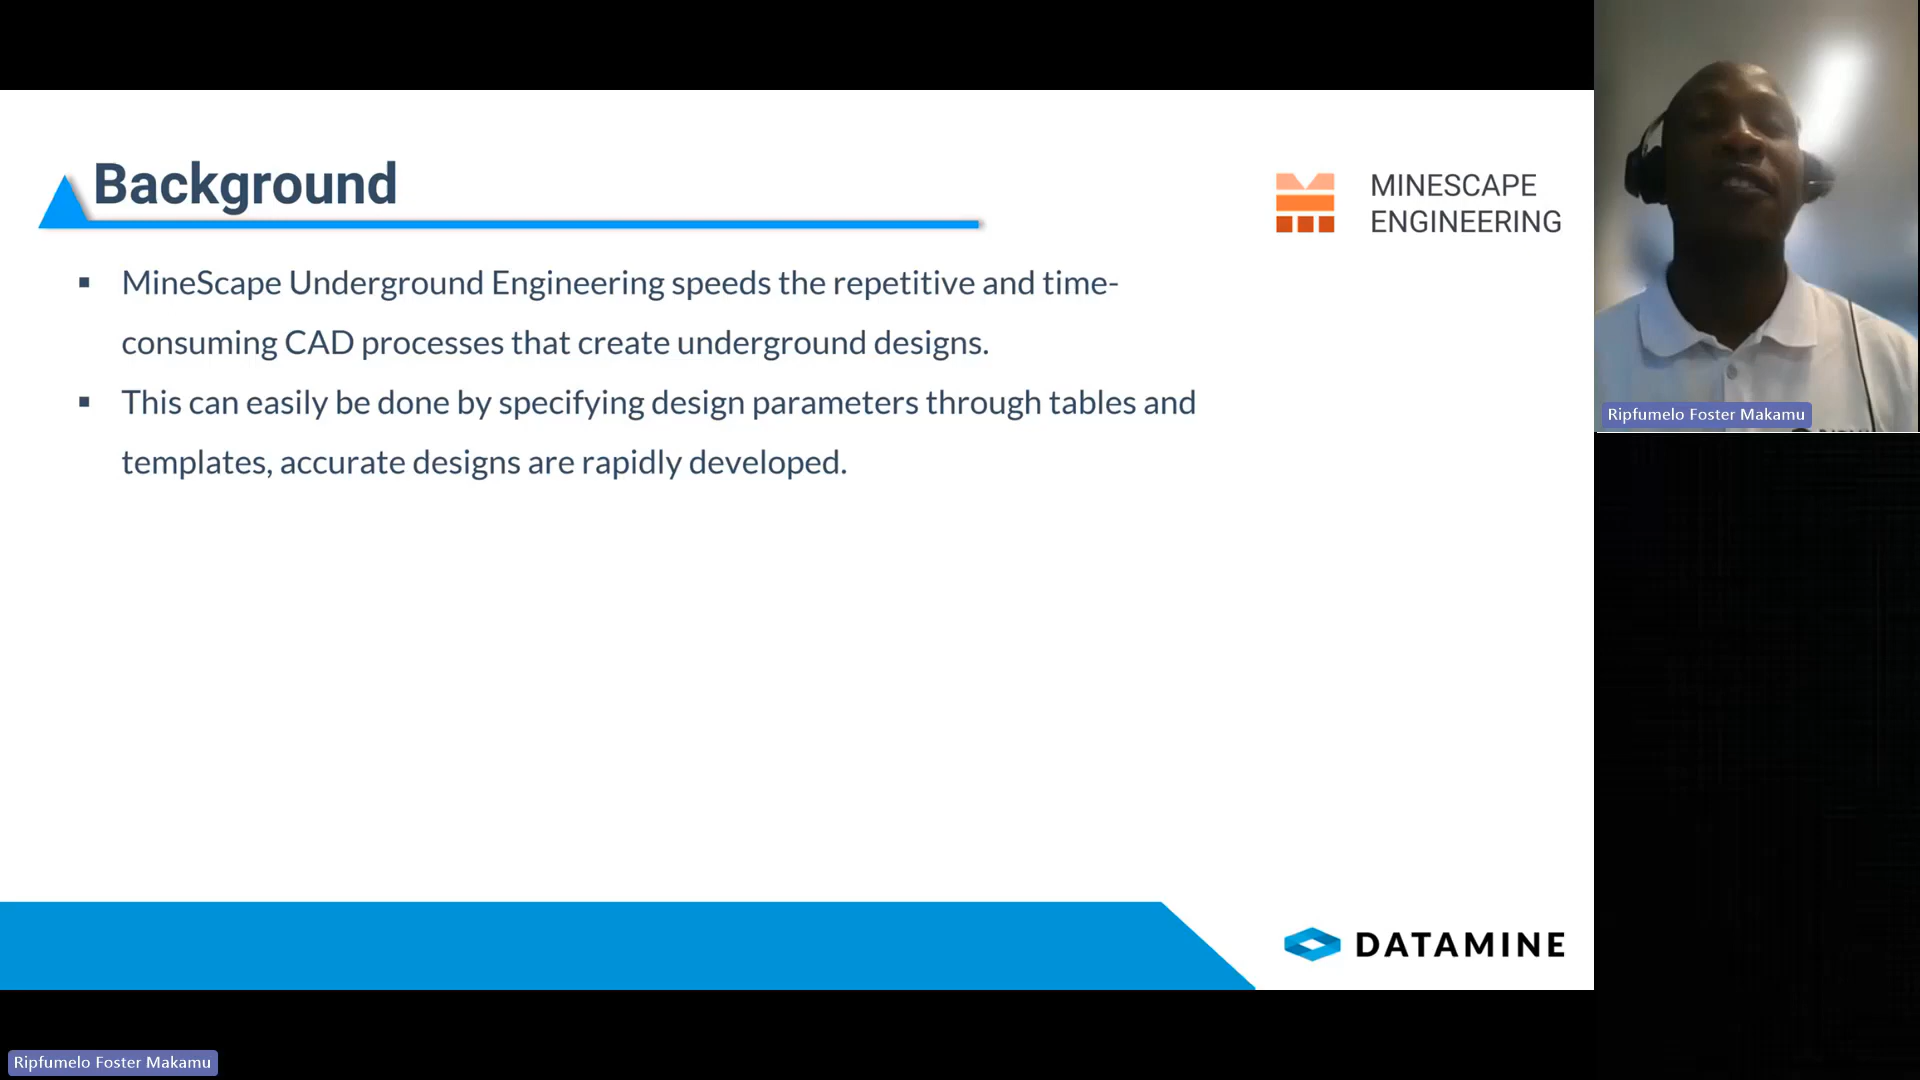 Background
MINESCAPE
ENGINEERING
▪ MineScape Underground Engineering speeds the repetitive and time-
consuming CAD processes that create underground designs.
▪ This can easily be done by specifying design parameters through tables and
templates, accurate designs are rapidly developed.
DATAMINE
Ripfumelo Foster Makamu
Ripfumelo Foster Makamu